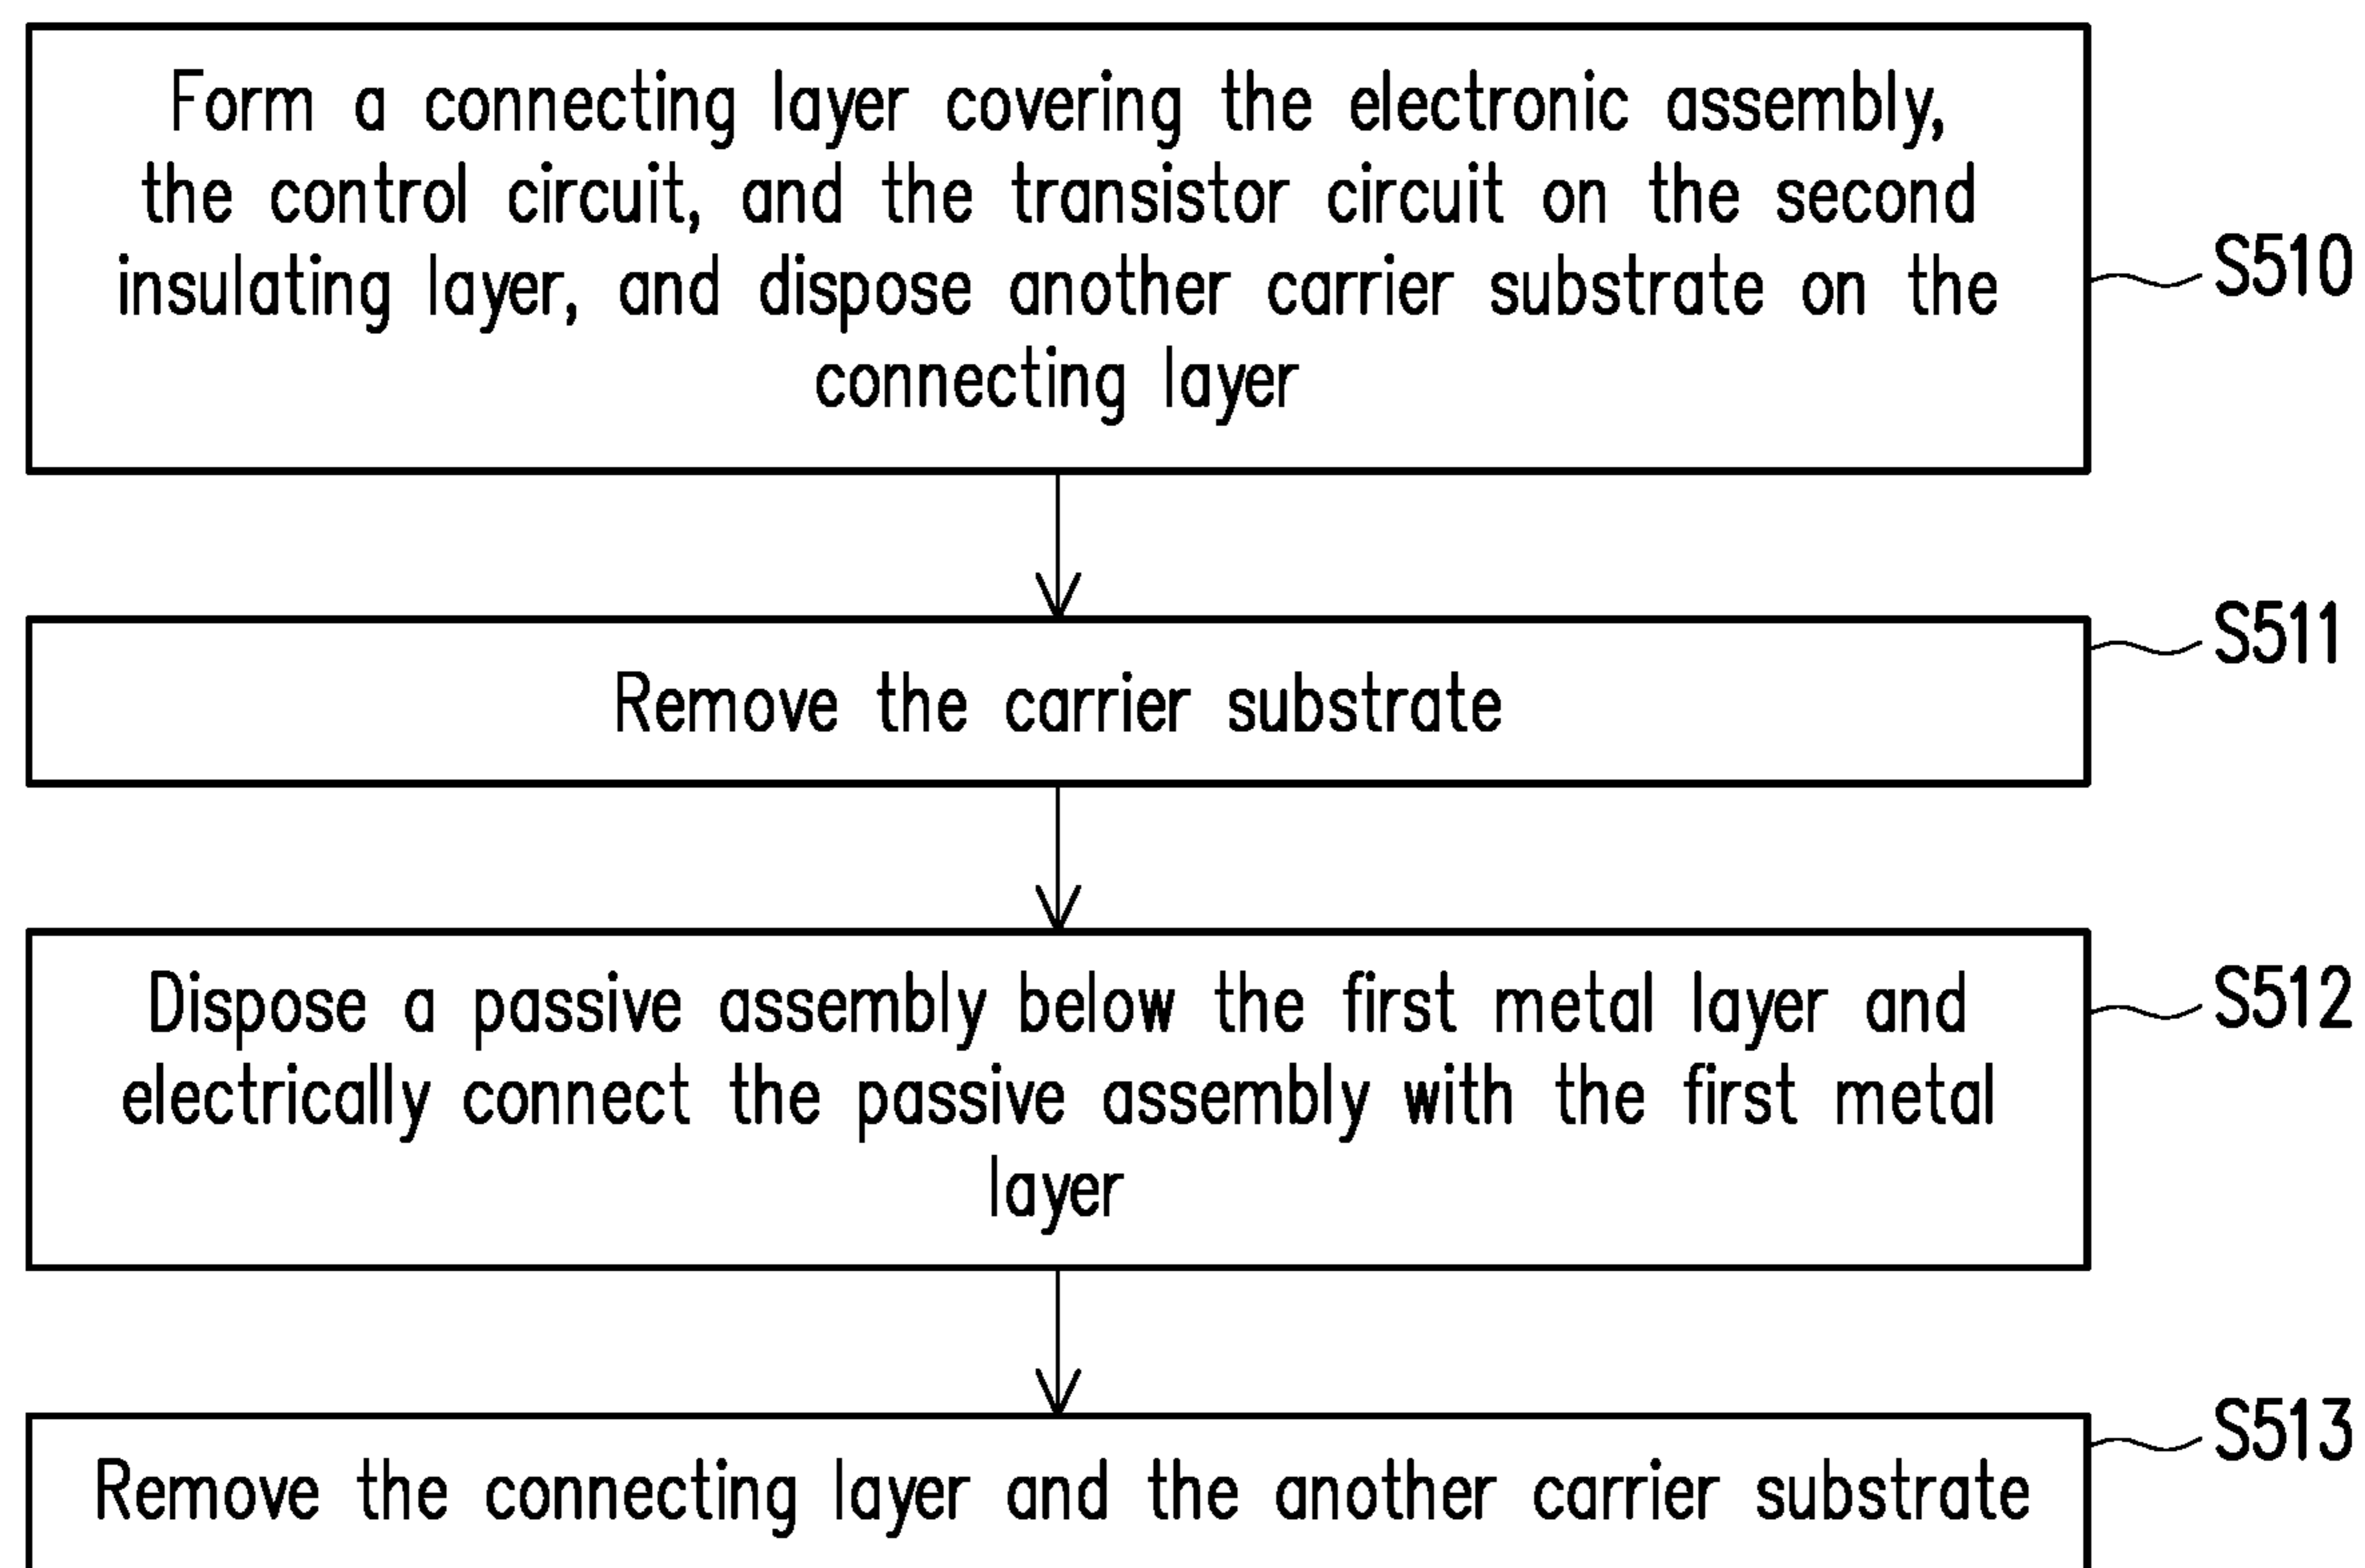 Form a connecting layer covering the electronic assembly,
the control circuit, and the transistor circuit on the second
insulating layer, and dispose another carrier substrate on the
connecting layer
S510
S511
Remove the carrier substrate
S512
Dispose a passive assembly below the first metal layer and
electrically connect the passive assembly with the first metal
layer
S513
Remove the connecting layer and the another carrier substrate